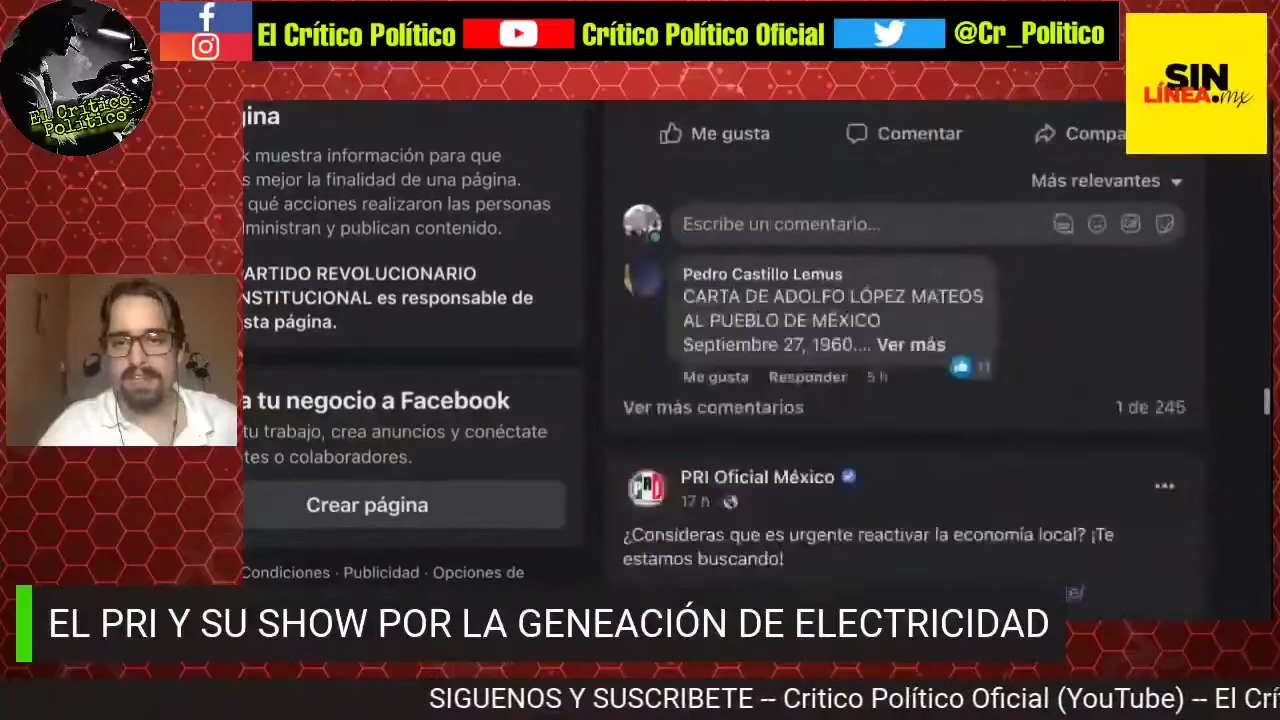 El Crítico Político
Crítico Político Oficial
@Cr_Politico
El Crítico
Político
SIN
LÍNEA.mx
gina
k muestra información para que
s mejor la finalidad de una página.
qué acciones realizaron las personas
ministran y publican contenido.
ARTIDO REVOLUCIONARIO
NSTITUCIONAL es responsable de
sta página.
a tu negocio a Facebook
tu trabajo, crea anuncios y conéctate
tes o colaboradores.
Crear página
Condiciones · Publicidad · Opciones de
Me gusta
Comentar
Compa
Más relevantes
Escribe un comentario...
Pedro Castillo Lemus
CARTA DE ADOLFO LÓPEZ MATEOS
AL PUEBLO DE MÉXICO
Septiembre 27, 1960.... Ver más
11
Me gusta Responder 5 h
Ver más comentarios
1 de 245
PRI
PRI Oficial México
17 h
¿Consideras que es urgente reactivar la economía local? ¡Te
estamos buscando!
EL PRI Y SU SHOW POR LA GENEACIÓN DE ELECTRICIDAD
SIGUENOS Y SUSCRIBETE -- Critico Político Oficial (YouTube) -- El Crí